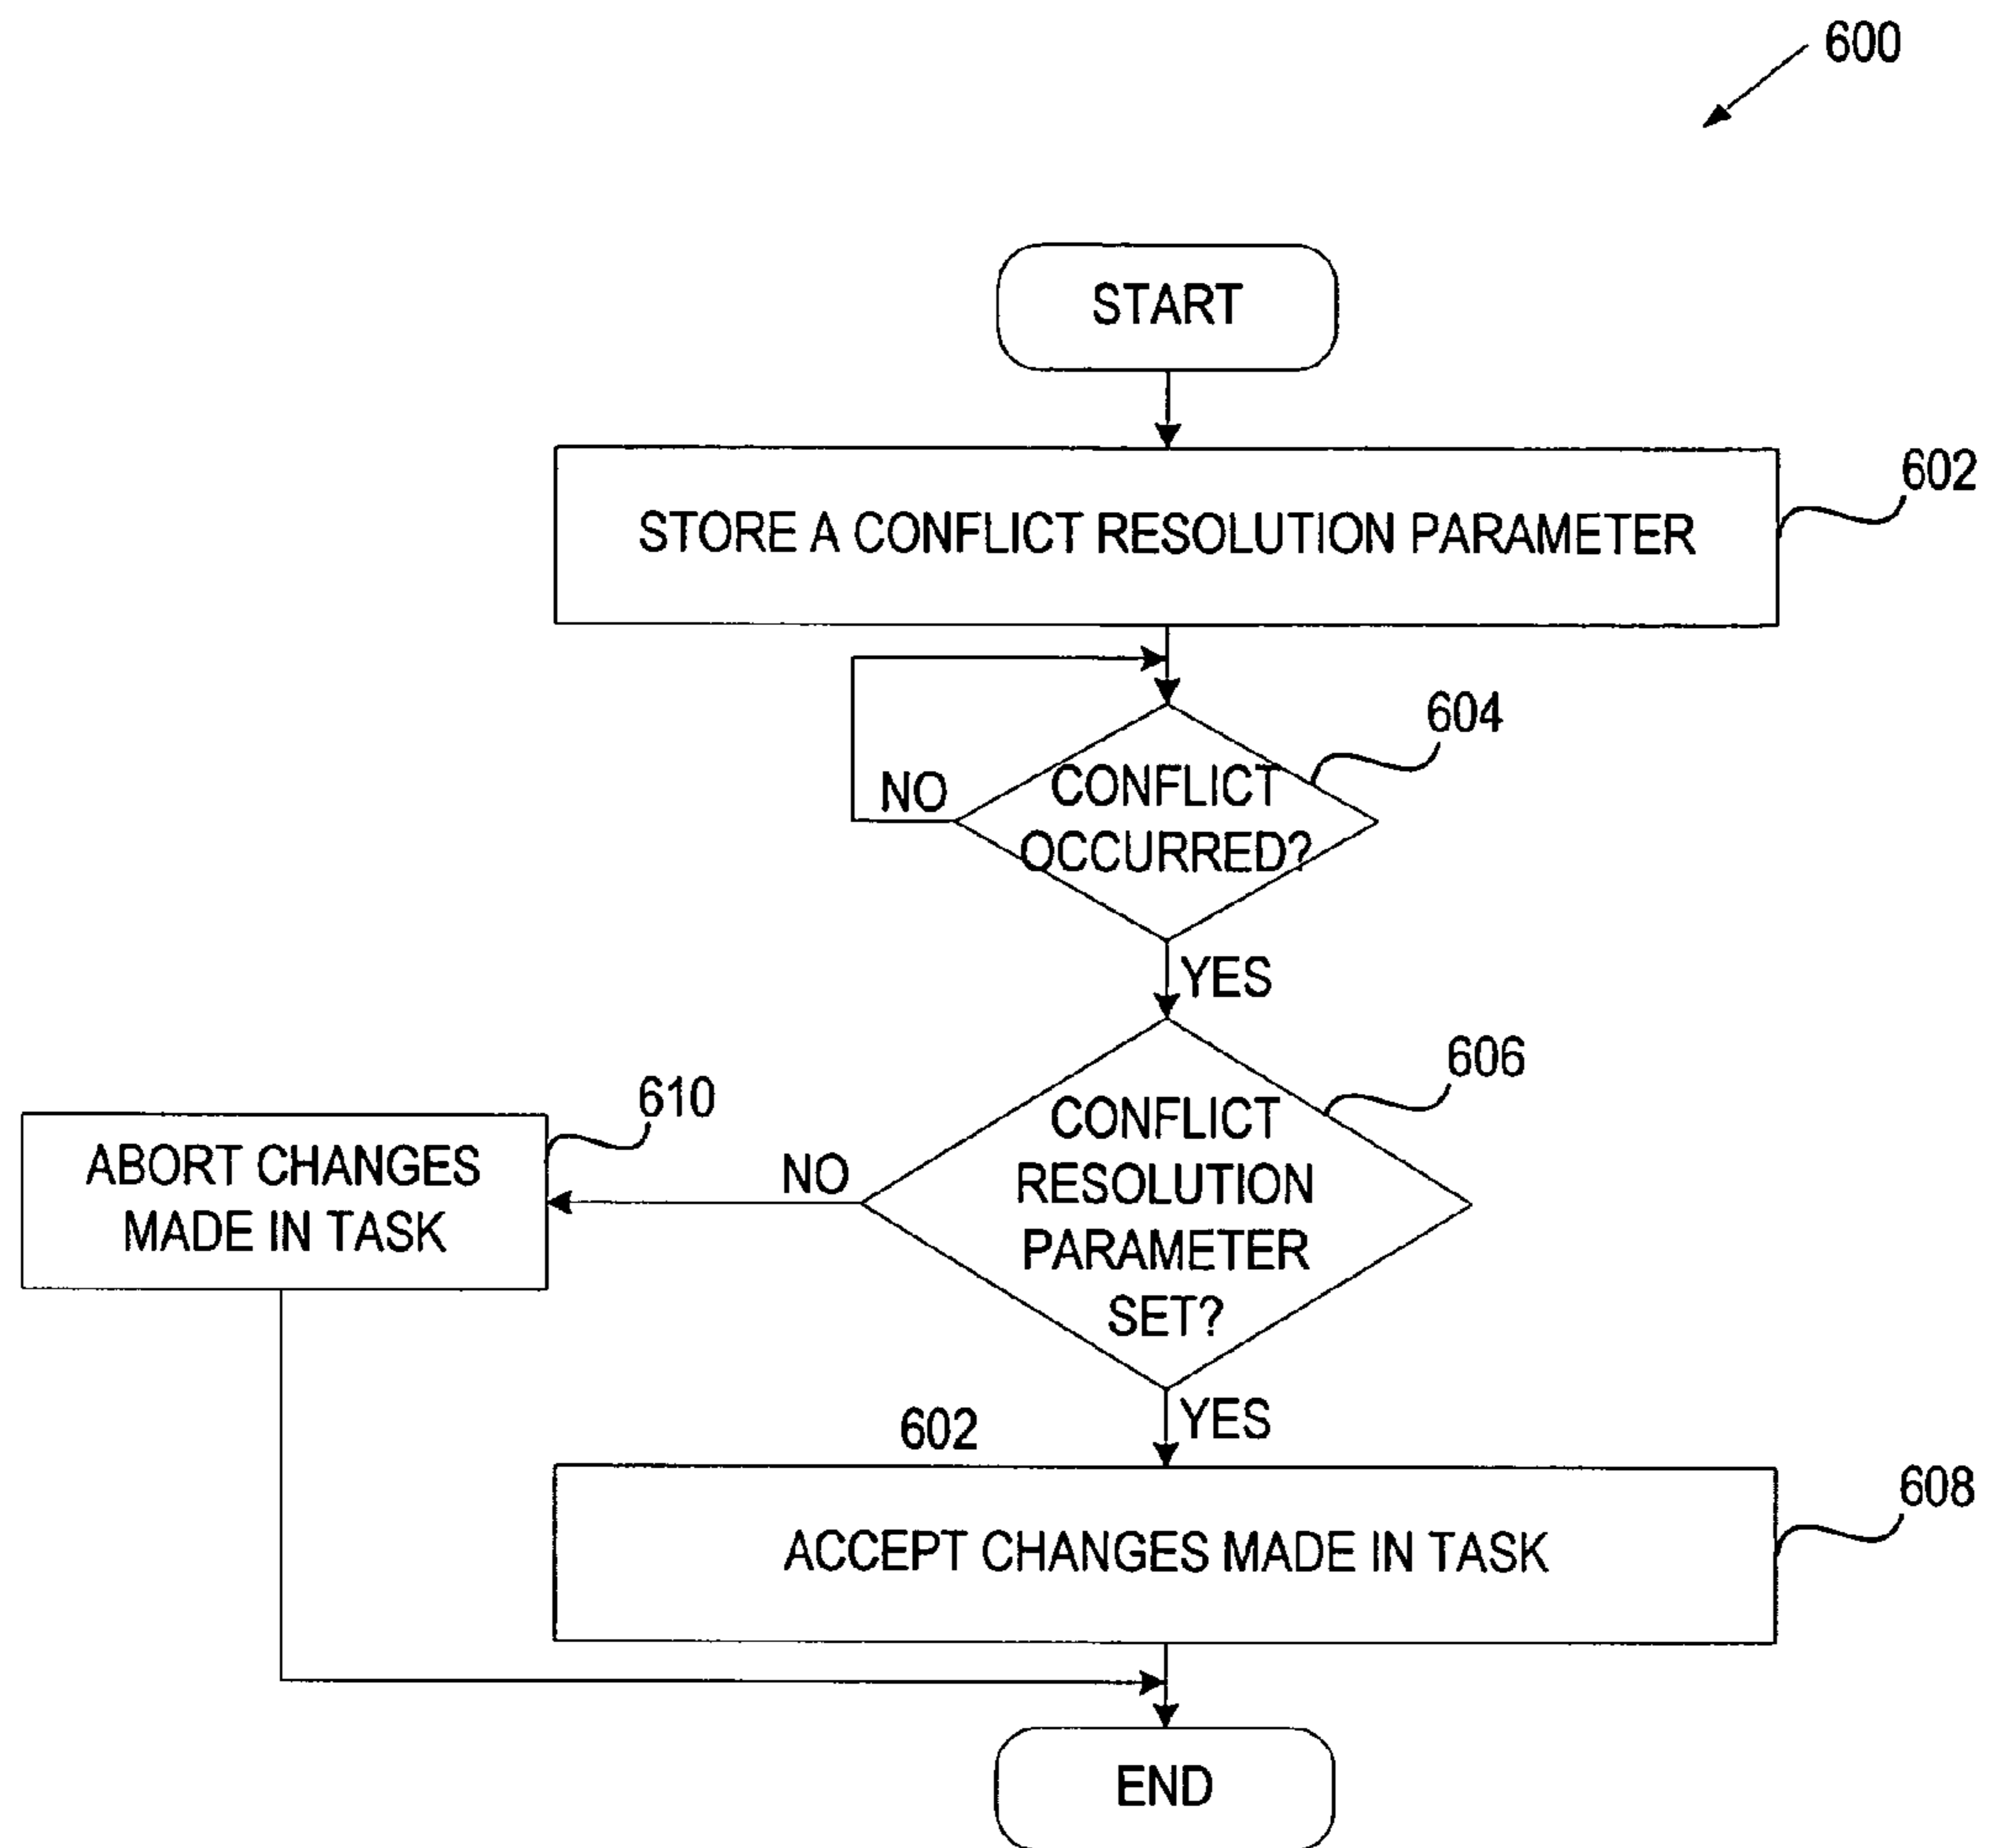 600
START
STORE A CONFLICT RESOLUTION PARAMETER
602
604
NO
CONFLICT
OCCURRED?
YES
606
610
CONFLICT
RESOLUTION
PARAMETER
SET?
NO
ABORT CHANGES
MADE IN TASK
YES
602
608
ACCEPT CHANGES MADE IN TASK
END